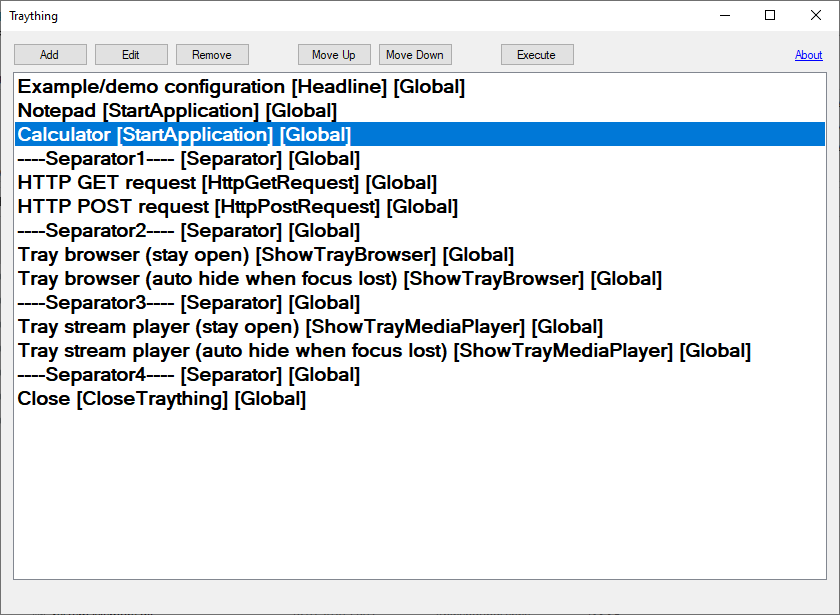 Traything
Add Edit Remove Move Up Move Down Execute About
Example/demo configuration [Headline] [Global]
Notepad [StartApplication] [Global]
Calculator [StartApplication] [Global]
----Separator1---- [Separator] [Global]
HTTP GET request [HttpGetRequest] [Global]
HTTP POST request [HttpPostRequest] [Global]
----Separator2---- [Separator] [Global]
Tray browser (stay open) [ShowTrayBrowser] [Global]
Tray browser (auto hide when focus lost) [ShowTrayBrowser] [Global]
----Separator3---- [Separator] [Global]
Tray stream player (stay open) [ShowTrayMediaPlayer] [Global]
Tray stream player (auto hide when focus lost) [ShowTrayMediaPlayer] [Global]
----Separator4---- [Separator] [Global]
Close [CloseTraything] [Global]